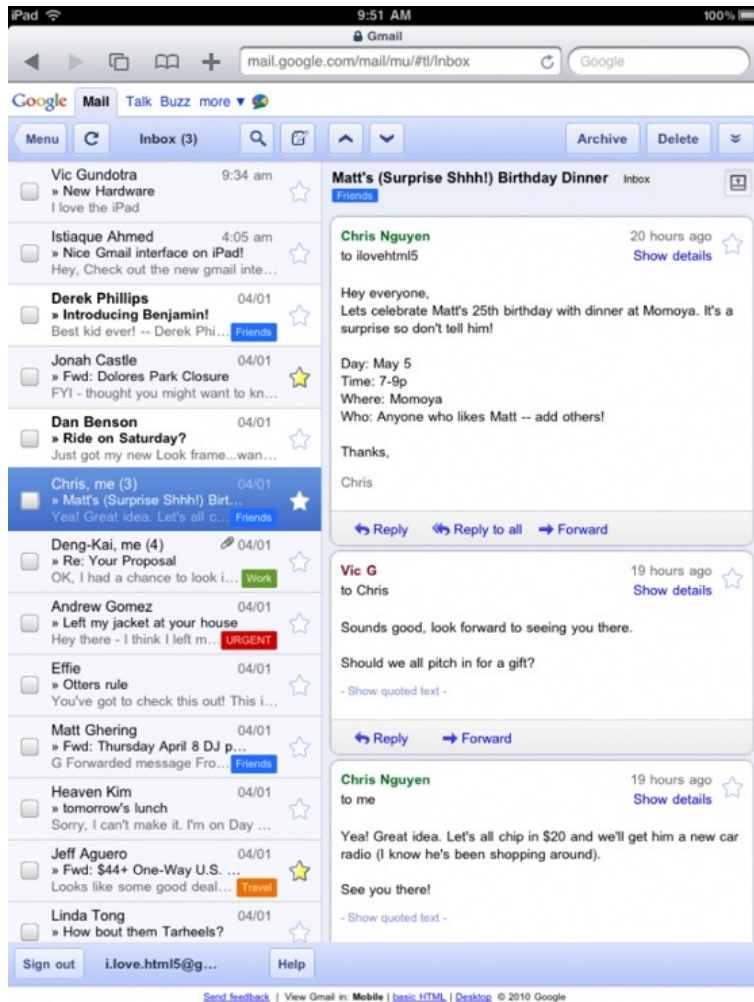 iPad 9:51 AM 100%
Gmail
mail.google.com/mail/mu/#tl/Inbox Google
Google Mail Talk Buzz more ▼
Menu Inbox (3) Archive Delete
Vic Gundotra 9:34 am
» New Hardware
I love the iPad
Istiaque Ahmed 4:05 am
» Nice Gmail interface on iPad!
Hey, Check out the new gmail inte...
Derek Phillips 04/01
» Introducing Benjamin!
Best kid ever! -- Derek Phi... Friends
Jonah Castle 04/01
» Fwd: Dolores Park Closure
FYI - thought you might want to kn...
Dan Benson 04/01
» Ride on Saturday?
Just got my new Look frame...wan...
Chris, me (3) 04/01
» Matt's (Surprise Shhh!) Birt...
Yea! Great idea. Let's all c... Friends
Deng-Kai, me (4) 04/01
» Re: Your Proposal
OK, I had a chance to look i... Work
Andrew Gomez 04/01
» Left my jacket at your house
Hey there - I think I left m... URGENT
Effie 04/01
» Otters rule
You've got to check this out! This i...
Matt Ghering 04/01
» Fwd: Thursday April 8 DJ p...
G Forwarded message Fro... Friends
Heaven Kim 04/01
» tomorrow's lunch
Sorry, I can't make it. I'm on Day ...
Jeff Aguero 04/01
» Fwd: $44+ One-Way U.S. ...
Looks like some good deal... Travel
Linda Tong 04/01
» How bout them Tarheels?
Matt's (Surprise Shhh!) Birthday Dinner Inbox
Friends
Chris Nguyen 20 hours ago
to ilovehtml5 Show details
Hey everyone,
Lets celebrate Matt's 25th birthday with dinner at Momoya. It's a
surprise so don't tell him!
Day: May 5
Time: 7-9p
Where: Momoya
Who: Anyone who likes Matt -- add others!
Thanks,
Chris
Reply Reply to all Forward
Vic G 19 hours ago
to Chris Show details
Sounds good, look forward to seeing you there.
Should we all pitch in for a gift?
- Show quoted text -
Reply Forward
Chris Nguyen 19 hours ago
to me Show details
Yea! Great idea. Let's all chip in $20 and we'll get him a new car
radio (I know he's been shopping around).
See you there!
- Show quoted text -
Sign out i.love.html5@g... Help
Send feedback | View Gmail in: Mobile | basic HTML | Desktop © 2010 Google